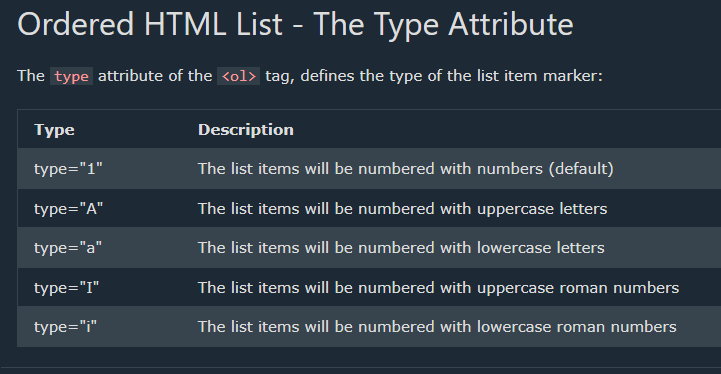 Ordered HTML List - The Type Attribute
The type attribute of the <ol> tag, defines the type of the list item marker:
Type Description
type="1" The list items will be numbered with numbers (default)
type="A" The list items will be numbered with uppercase letters
type="a" The list items will be numbered with lowercase letters
type="I" The list items will be numbered with uppercase roman numbers
type="i" The list items will be numbered with lowercase roman numbers